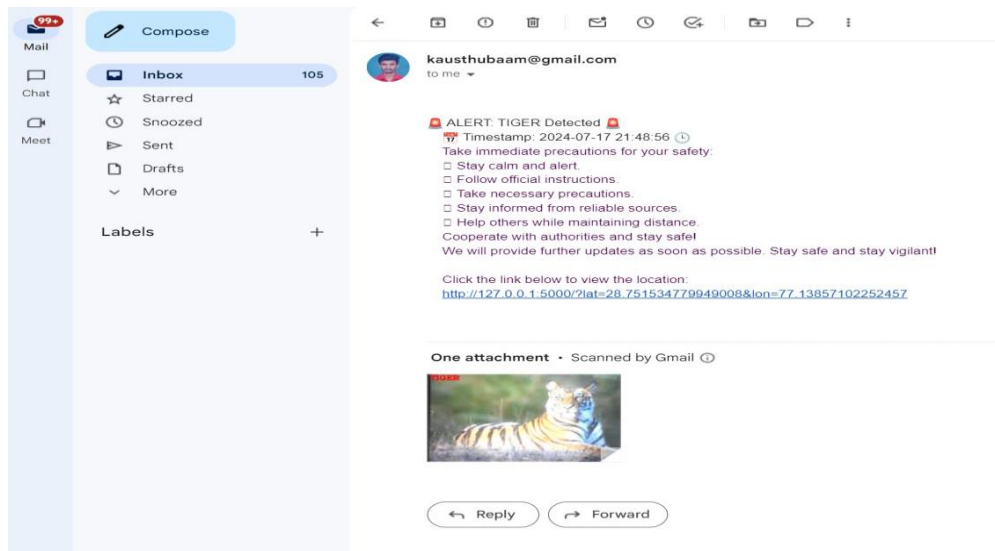 99+
Mail
Chat
Meet
Compose
Inbox 105
Starred
Snoozed
Sent
Drafts
More
Labels +
kausthubaam@gmail.com
to me
🚨 ALERT: TIGER Detected 🚨
📅 Timestamp: 2024-07-17 21:48:56 🕒
Take immediate precautions for your safety:
□ Stay calm and alert.
□ Follow official instructions.
□ Take necessary precautions.
□ Stay informed from reliable sources.
□ Help others while maintaining distance.
Cooperate with authorities and stay safe!
We will provide further updates as soon as possible. Stay safe and stay vigilant!
Click the link below to view the location:
http://127.0.0.1:5000/?lat=28.751534779949008&lon=77.13857102252457
One attachment • Scanned by Gmail
TIGER
Reply
Forward